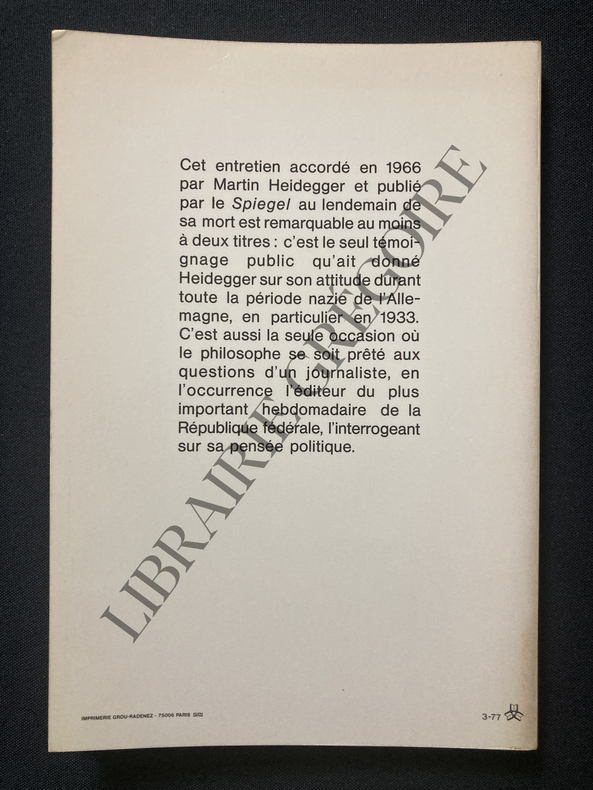 Cet entretien accordé en 1966
par Martin Heidegger et publié
par le Spiegel au lendemain de
sa mort est remarquable au moins
à deux titres : c'est le seul témoi-
gnage public qu'ait donné
Heidegger sur son attitude durant
toute la période nazie de l'Alle-
magne, en particulier en 1933.
C'est aussi la seule occasion où
le philosophe se soit prêté aux
questions d'un journaliste, en
l'occurrence l'éditeur du plus
important hebdomadaire de la
République fédérale, l'interrogeant
sur sa pensée politique.
LIBRAIRIE GRÉGOIRE
IMPRIMERIE GROU-RADENEZ - 75006 PARIS
3-77